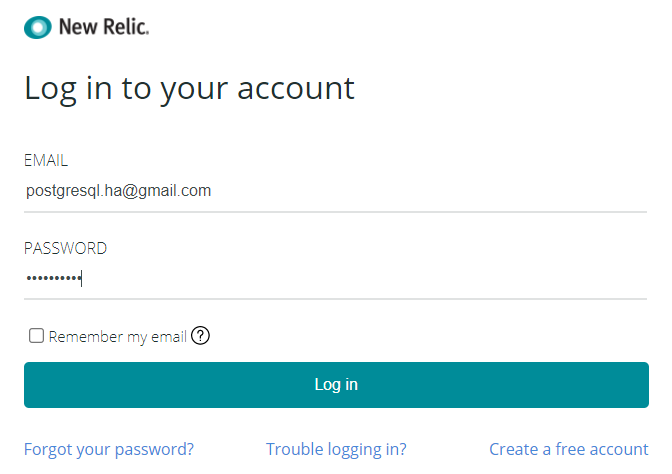 New Relic.
Log in to your account
EMAIL
postgresql.ha@gmail.com
PASSWORD
••••••••••
Remember my email ?
Log in
Forgot your password? Trouble logging in? Create a free account